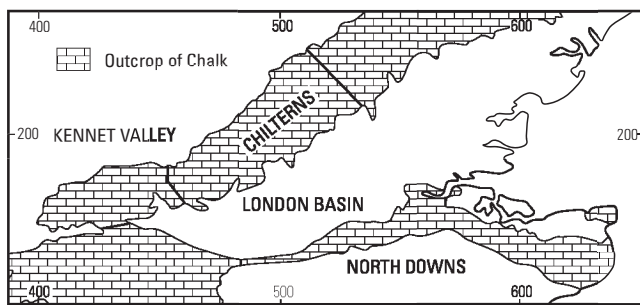 400 500 600
Outcrop of Chalk
CHILTERNS
200 KENNET VALLEY 200
LONDON BASIN
NORTH DOWNS
400 500 600